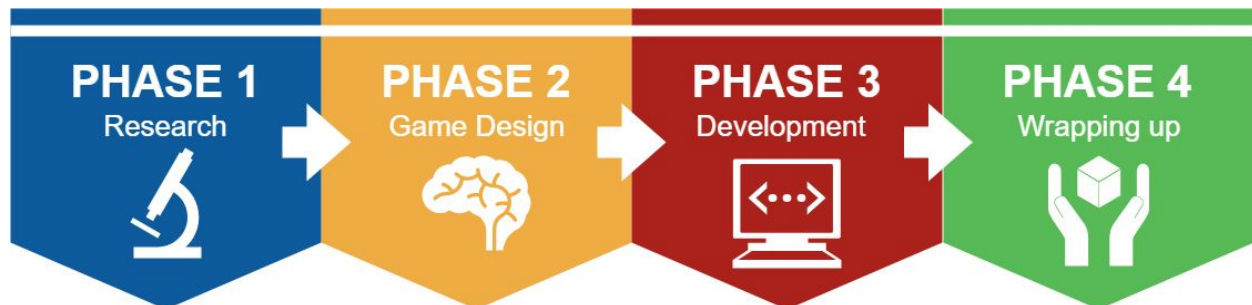 PHASE 1
Research
PHASE 2
Game Design
PHASE 3
Development
<···>
PHASE 4
Wrapping up